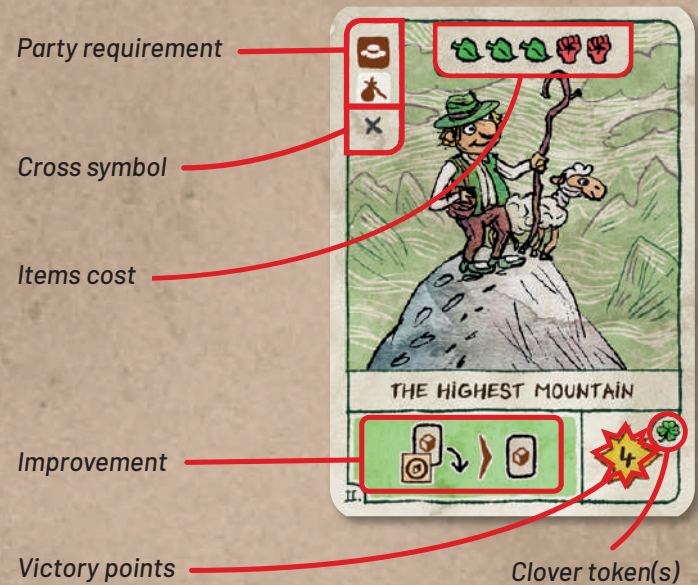 Party requirement
Cross symbol
Items cost
THE HIGHEST MOUNTAIN
Improvement
4
II.
Victory points
Clover token(s)